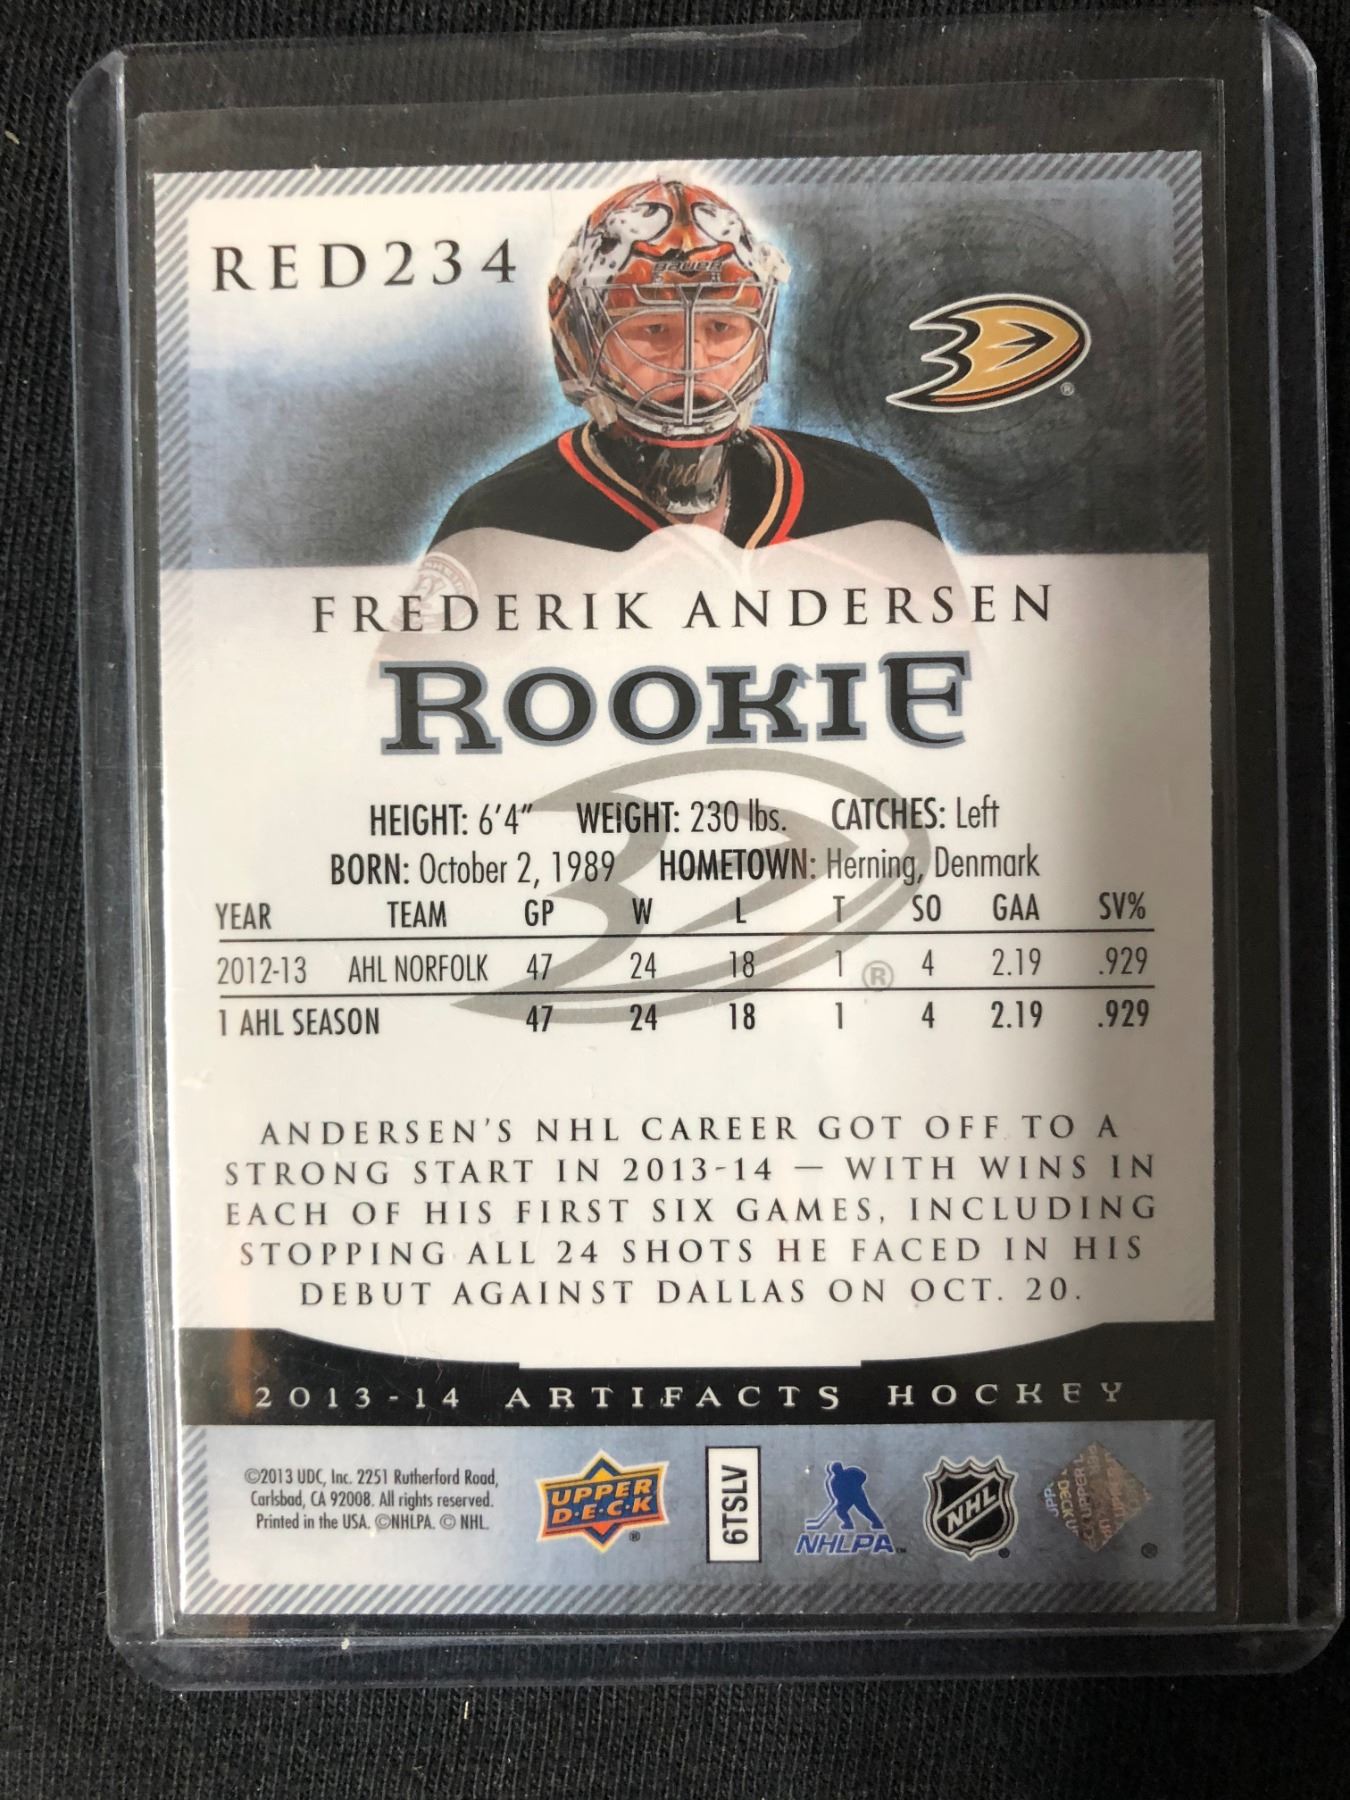 RED234
BAUER
FREDERIK ANDERSEN
ROOKIE
HEIGHT: 6'4" WEIGHT: 230 lbs. CATCHES: Left
BORN: October 2, 1989 HOMETOWN: Herning, Denmark
YEAR TEAM GP W L T SO GAA SV%
2012-13 AHL NORFOLK 47 24 18 1 4 2.19 .929
1 AHL SEASON 47 24 18 1 4 2.19 .929
ANDERSEN'S NHL CAREER GOT OFF TO A
STRONG START IN 2013-14 — WITH WINS IN
EACH OF HIS FIRST SIX GAMES, INCLUDING
STOPPING ALL 24 SHOTS HE FACED IN HIS
DEBUT AGAINST DALLAS ON OCT. 20.
2013-14 ARTIFACTS HOCKEY
©2013 UDC, Inc. 2251 Rutherford Road,
Carlsbad, CA 92008. All rights reserved.
Printed in the USA. ©NHLPA. © NHL.
UPPER
D·E·C·K
6TSLV
NHLPA
NHL